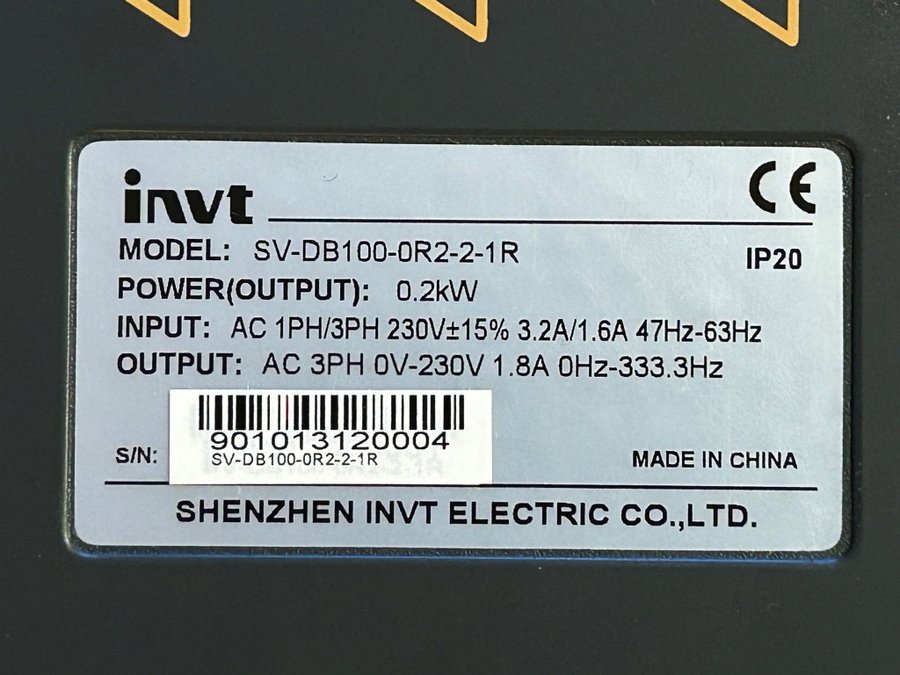 invt CE
MODEL: SV-DB100-0R2-2-1R IP20
POWER(OUTPUT): 0.2kW
INPUT: AC 1PH/3PH 230V±15% 3.2A/1.6A 47Hz-63Hz
OUTPUT: AC 3PH 0V-230V 1.8A 0Hz-333.3Hz
901013120004
S/N: SV-DB100-0R2-2-1R MADE IN CHINA
SHENZHEN INVT ELECTRIC CO.,LTD.